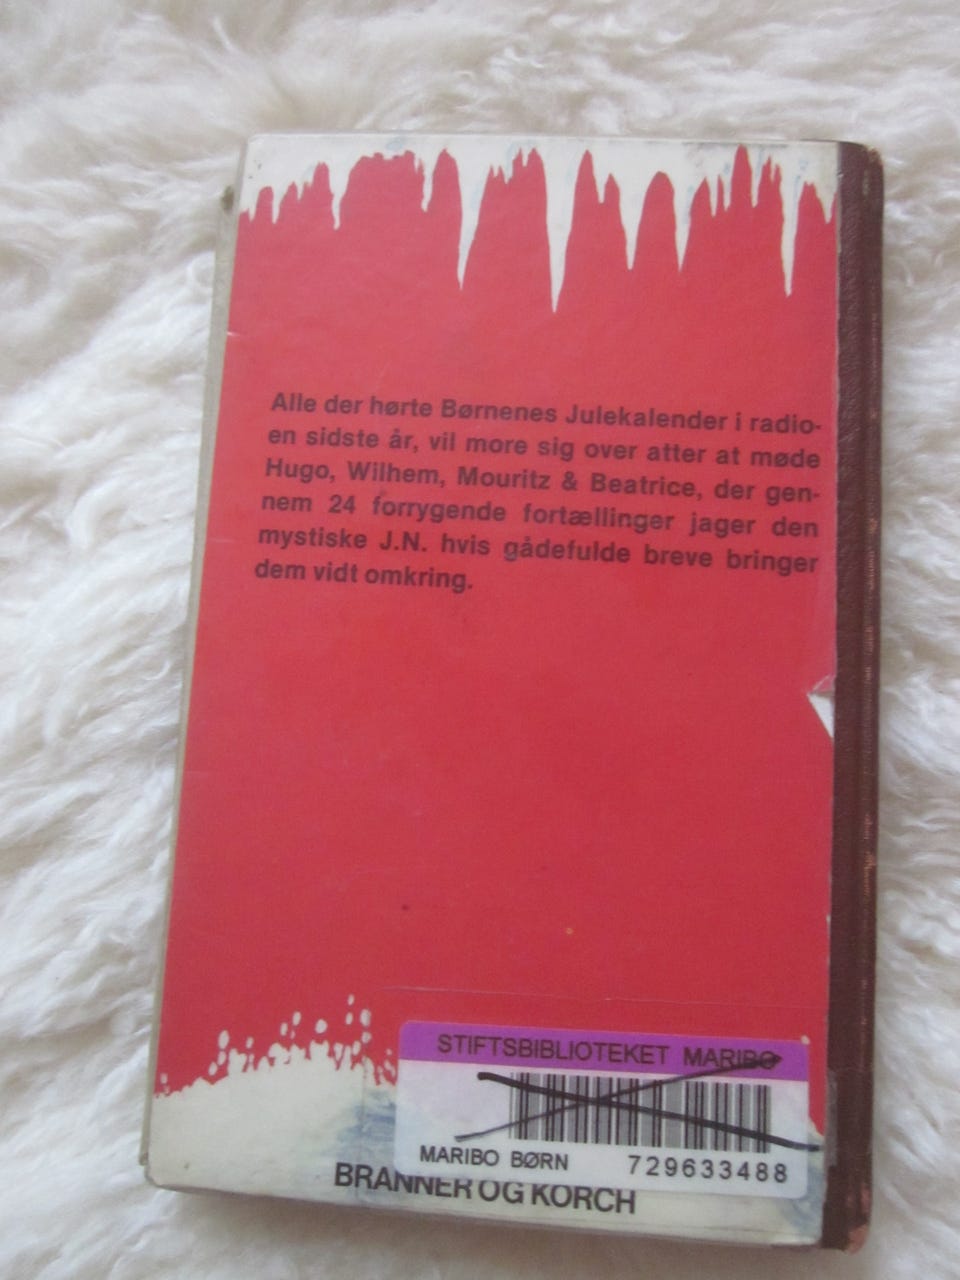 Alle der hørte Børnenes Julekalender i radio-
en sidste år, vil more sig over atter at møde
Hugo, Wilhem, Mouritz & Beatrice, der gen-
nem 24 forrygende fortællinger jager den
mystiske J.N. hvis gådefulde breve bringer
dem vidt omkring.
STIFTSBIBLIOTEKET MARIBO
MARIBO BØRN 729633488
BRANNER OG KORCH